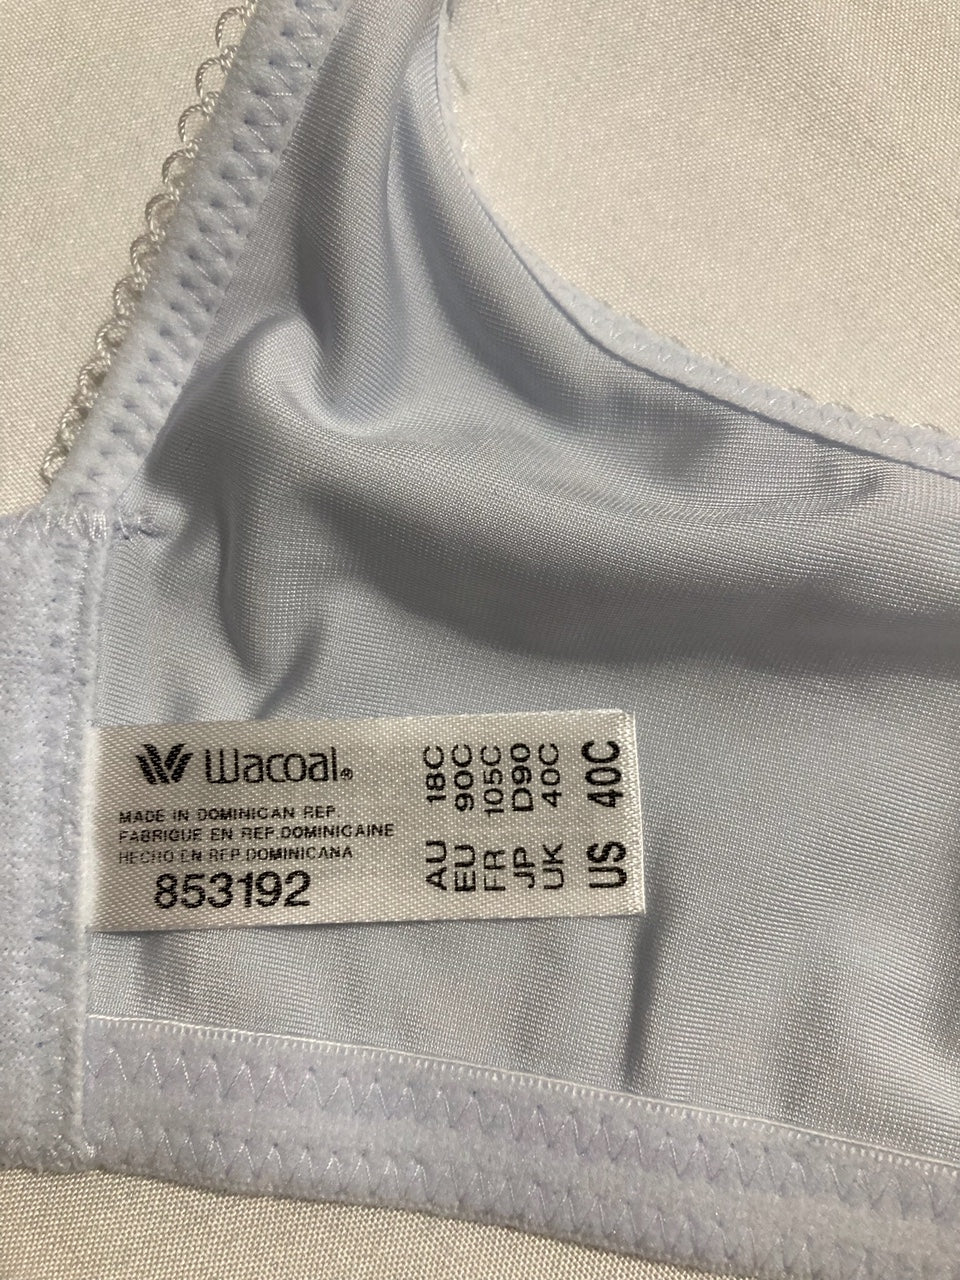 Wacoal®
MADE IN DOMINICAN REP.
FABRIQUÉ EN REP.DOMINICAINE
HECHO EN REP.DOMINICANA
853192
AU 18C
EU 90C
FR 105C
JP D90
UK 40C
US 40C